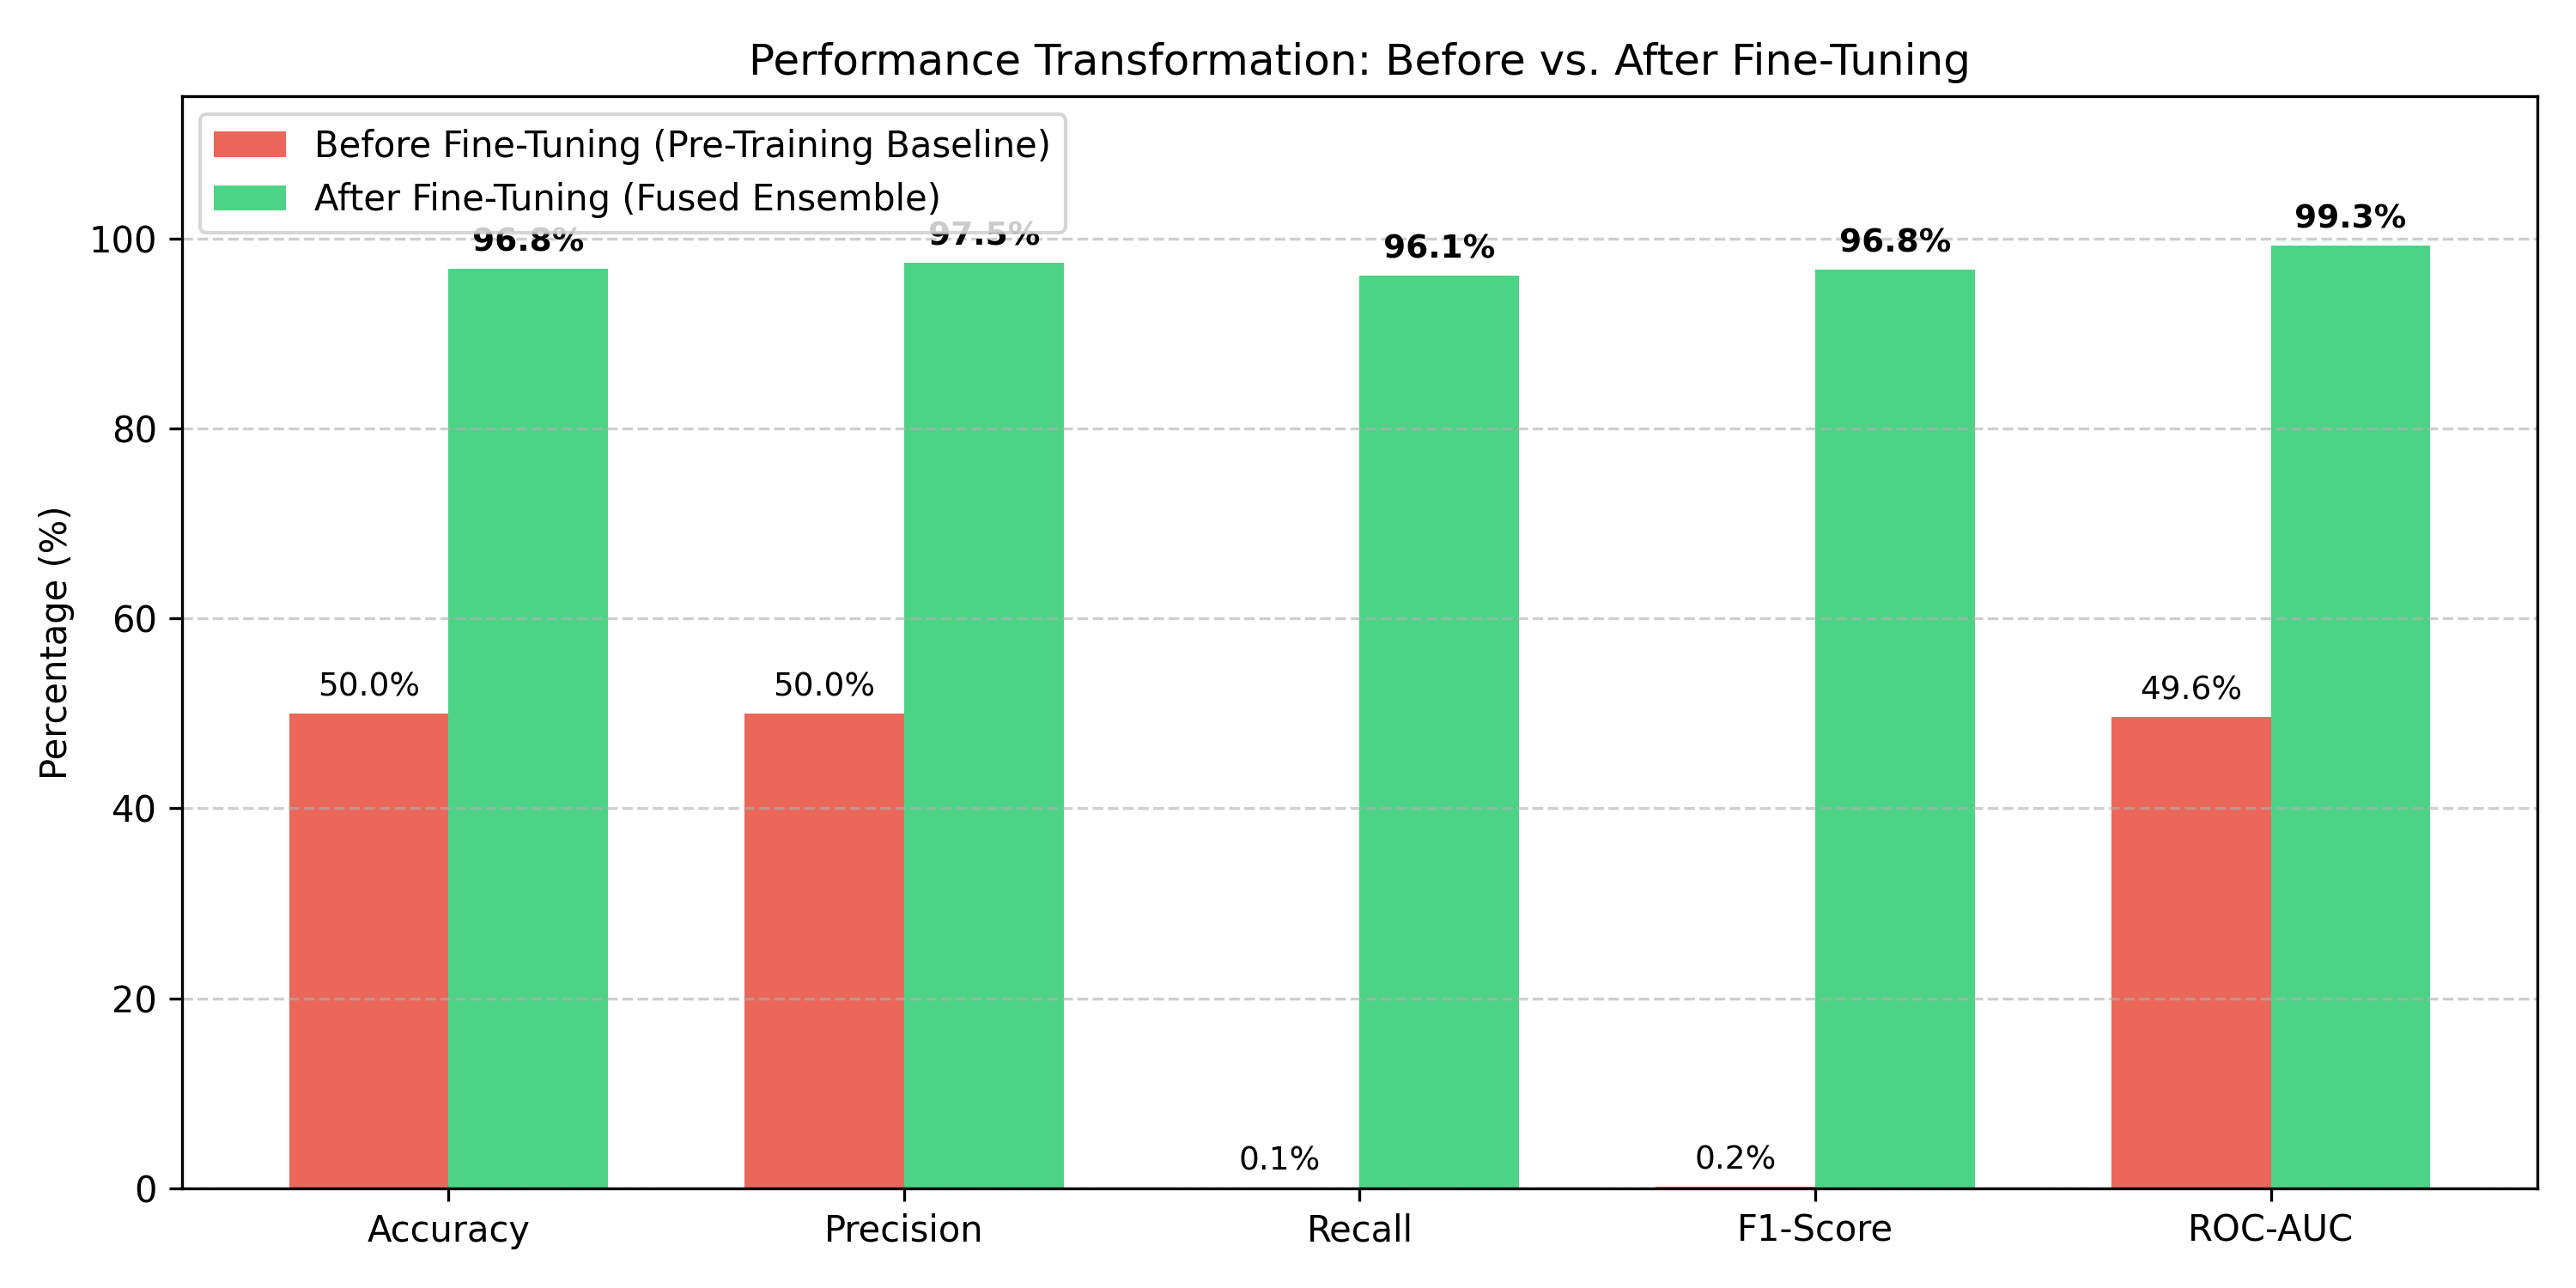 Performance Transformation: Before vs. After Fine-Tuning
Before Fine-Tuning (Pre-Training Baseline)
After Fine-Tuning (Fused Ensemble)
Percentage (%)
100
80
60
40
20
0
50.0%
96.8%
50.0%
97.5%
0.1%
96.1%
0.2%
96.8%
49.6%
99.3%
Accuracy
Precision
Recall
F1-Score
ROC-AUC